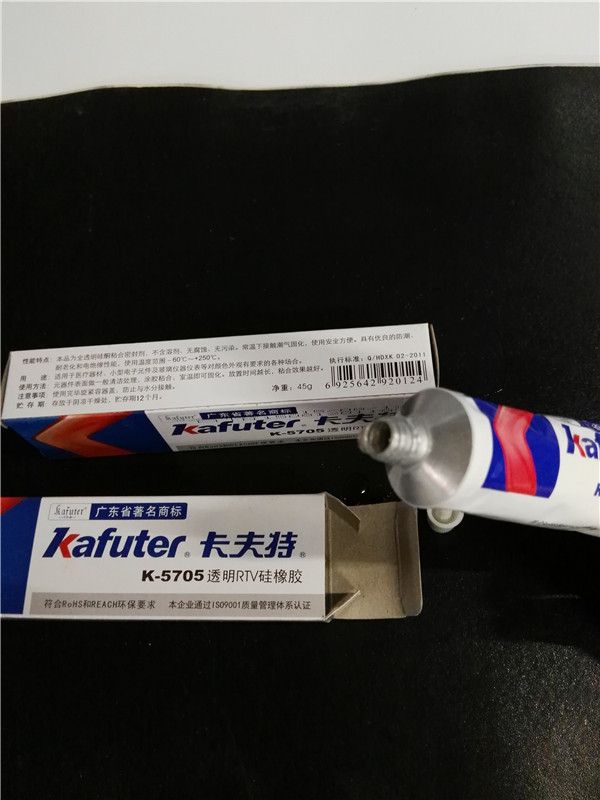 性能特点：本品为全透明硅酮粘合密封剂，不含溶剂、无腐蚀、无污染。常温下接触潮气固化，使用安全方便。具有优良的防潮、
耐老化和电绝缘性能，使用温度范围-60℃—+250℃。
用 途：适用于医疗器材、小型电子元件及玻璃仪器仪表等对颜色外观有要求的各种场合。
使用方法：元器件表面做一般清洁处理，涂胶粘合，室温即可固化。放置时间越长，粘合效果越好。
注意事项：使用完毕盖紧容器盖，防止与水分接触。
贮 存 期：存放于阴凉干燥处，贮存期12个月。
执行标准：Q/HDXK 02-2011
净重：45g
6 925642 920124
广东省著名商标
Kafuter
K-5705 透明RTV
Kafu
Kafuter
广东省著名商标
Kafuter® 卡夫特®
K-5705 透明RTV硅橡胶
符合RoHS和REACH环保要求 本企业通过ISO9001质量管理体系认证